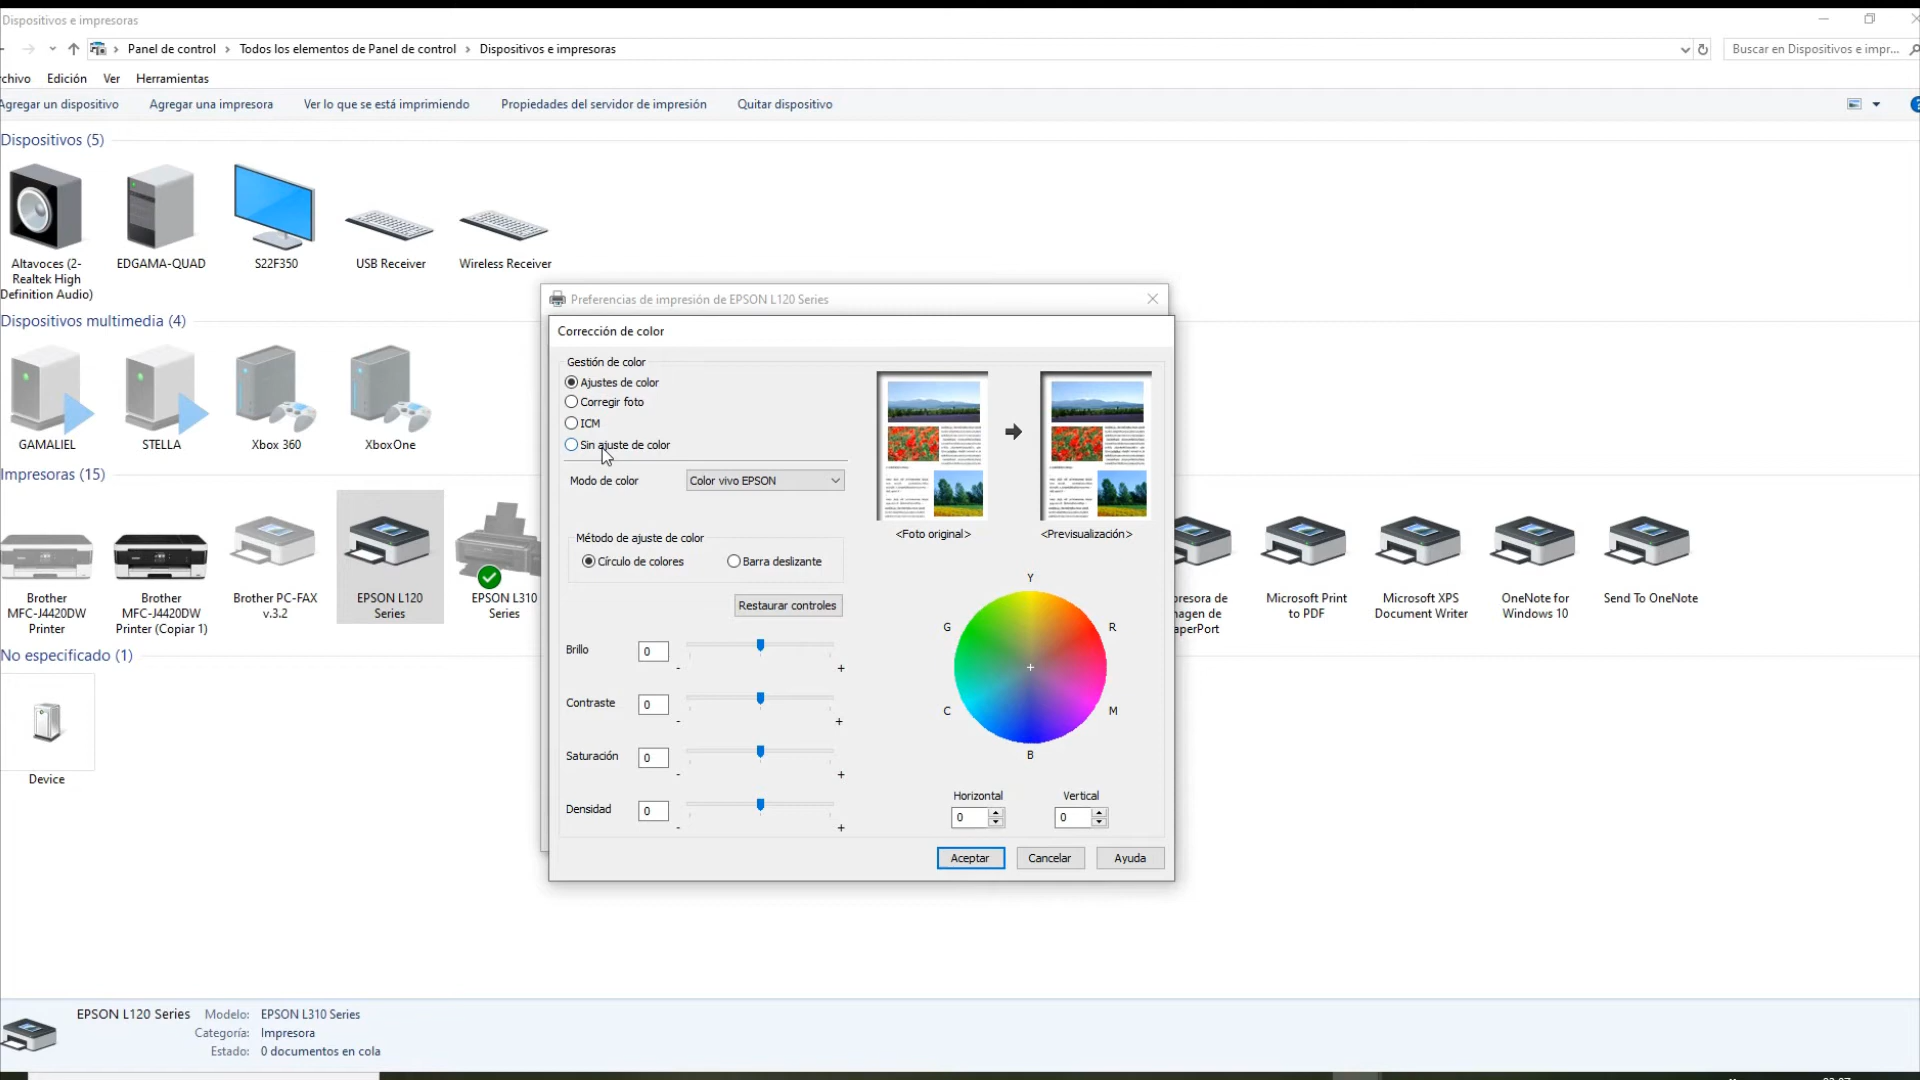 Dispositivos e impresoras
Panel de control
Todos los elementos de Panel de control
Dispositivos e impresoras
Buscar en Dispositivos e impr...
chivo
Edición
Ver
Herramientas
Agregar un dispositivo
Agregar una impresora
Ver lo que se está imprimiendo
Propiedades del servidor de impresión
Quitar dispositivo
Dispositivos (5)
Altavoces (2-
Realtek High
Definition Audio)
EDGAMA-QUAD
S22F350
USB Receiver
Wireless Receiver
Dispositivos multimedia (4)
GAMALIEL
STELLA
Xbox 360
XboxOne
Impresoras (15)
Brother
MFC-J4420DW
Printer
Brother
MFC-J4420DW
Printer (Copiar 1)
Brother PC-FAX
v.3.2
EPSON L120
Series
EPSON L310
Series
resora de
nagen de
aperPort
Microsoft Print
to PDF
Microsoft XPS
Document Writer
OneNote for
Windows 10
Send To OneNote
No especificado (1)
Device
Preferencias de impresión de EPSON L120 Series
Corrección de color
Gestión de color
Ajustes de color
Corregir foto
ICM
Sin ajuste de color
Modo de color
Color vivo EPSON
Método de ajuste de color
Círculo de colores
Barra deslizante
Restaurar controles
Brillo
0
-
+
Contraste
0
-
+
Saturación
0
-
+
Densidad
0
-
+
<Foto original>
<Previsualización>
Y
G
R
C
M
B
Horizontal
Vertical
0
0
Aceptar
Cancelar
Ayuda
EPSON L120 Series
Modelo: EPSON L310 Series
Categoría: Impresora
Estado: 0 documentos en cola